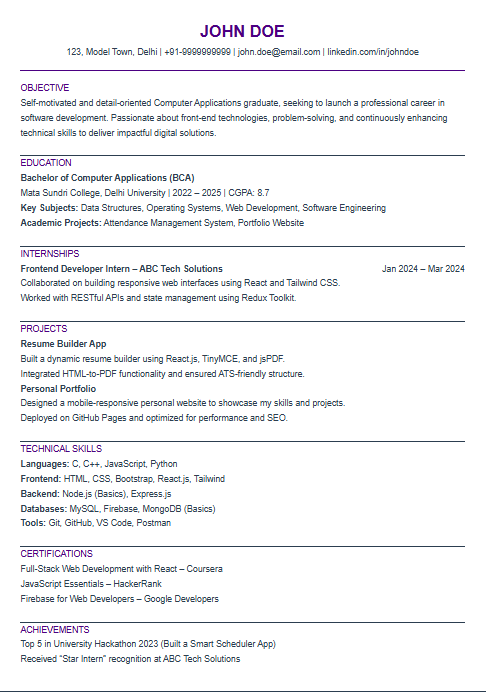 JOHN DOE
123, Model Town, Delhi | +91-9999999999 | john.doe@email.com | linkedin.com/in/johndoe
OBJECTIVE
Self-motivated and detail-oriented Computer Applications graduate, seeking to launch a professional career in
software development. Passionate about front-end technologies, problem-solving, and continuously enhancing
technical skills to deliver impactful digital solutions.
EDUCATION
Bachelor of Computer Applications (BCA)
Mata Sundri College, Delhi University | 2022 – 2025 | CGPA: 8.7
Key Subjects: Data Structures, Operating Systems, Web Development, Software Engineering
Academic Projects: Attendance Management System, Portfolio Website
INTERNSHIPS
Frontend Developer Intern – ABC Tech Solutions Jan 2024 – Mar 2024
Collaborated on building responsive web interfaces using React and Tailwind CSS.
Worked with RESTful APIs and state management using Redux Toolkit.
PROJECTS
Resume Builder App
Built a dynamic resume builder using React.js, TinyMCE, and jsPDF.
Integrated HTML-to-PDF functionality and ensured ATS-friendly structure.
Personal Portfolio
Designed a mobile-responsive personal website to showcase my skills and projects.
Deployed on GitHub Pages and optimized for performance and SEO.
TECHNICAL SKILLS
Languages: C, C++, JavaScript, Python
Frontend: HTML, CSS, Bootstrap, React.js, Tailwind
Backend: Node.js (Basics), Express.js
Databases: MySQL, Firebase, MongoDB (Basics)
Tools: Git, GitHub, VS Code, Postman
CERTIFICATIONS
Full-Stack Web Development with React – Coursera
JavaScript Essentials – HackerRank
Firebase for Web Developers – Google Developers
ACHIEVEMENTS
Top 5 in University Hackathon 2023 (Built a Smart Scheduler App)
Received “Star Intern” recognition at ABC Tech Solutions